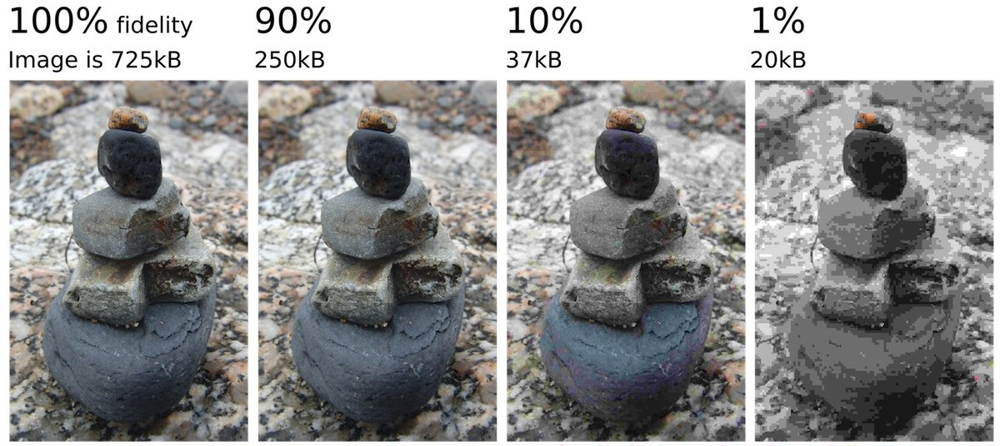 100% fidelity
Image is 725kB
90%
250kB
10%
37kB
1%
20kB